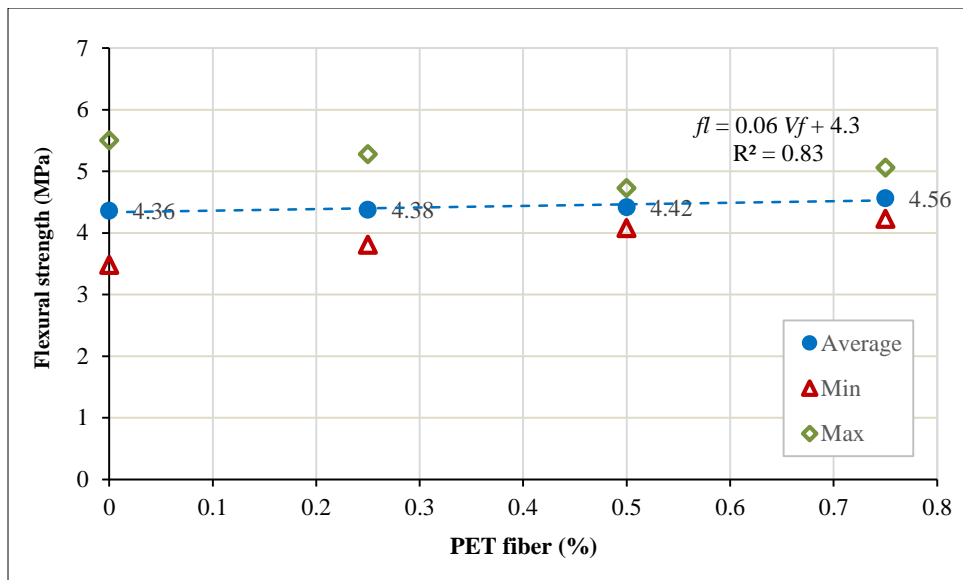 7
6
5
4
3
2
1
0
Flexural strength (MPa)
fl = 0.06 Vf + 4.3
R² = 0.83
4.36
4.38
4.42
4.56
Average
Min
Max
0 0.1 0.2 0.3 0.4 0.5 0.6 0.7 0.8
PET fiber (%)